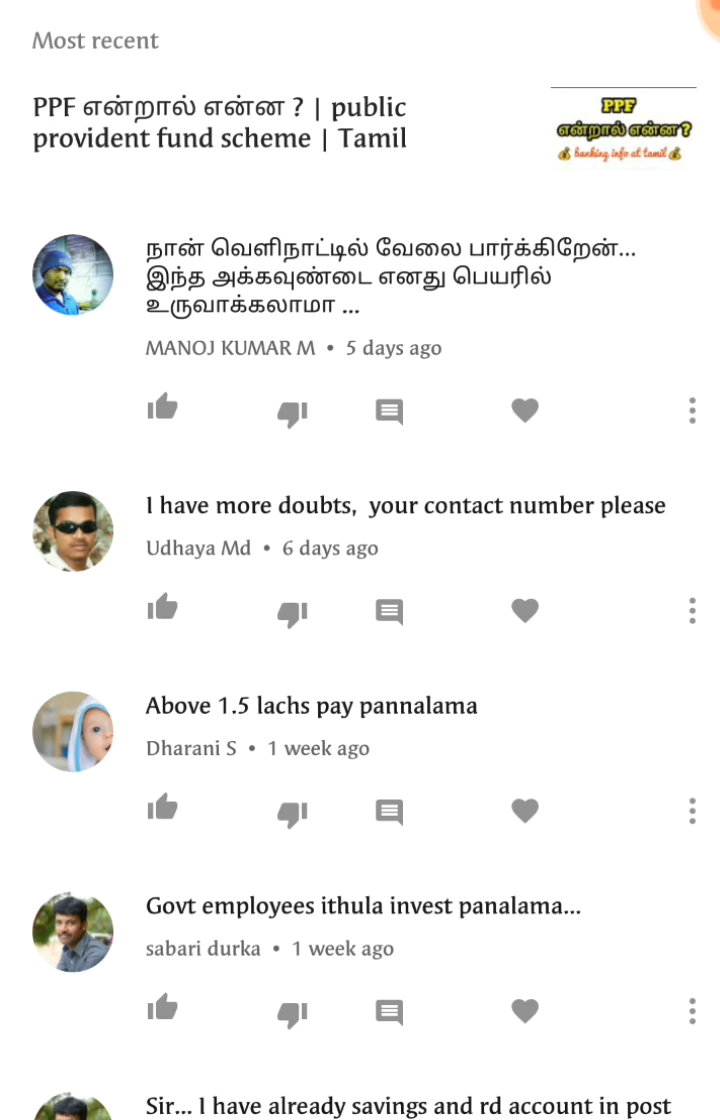 Most recent
PPF என்றால் என்ன ? | public
provident fund scheme | Tamil
PPF
என்றால் என்ன?
banking info at tamil
நான் வெளிநாட்டில் வேலை பார்க்கிறேன்...
இந்த அக்கவுண்டை எனது பெயரில்
உருவாக்கலாமா ...
MANOJ KUMAR M • 5 days ago
I have more doubts, your contact number please
Udhaya Md • 6 days ago
Above 1.5 lachs pay pannalama
Dharani S • 1 week ago
Govt employees ithula invest panalama...
sabari durka • 1 week ago
Sir... I have already savings and rd account in post